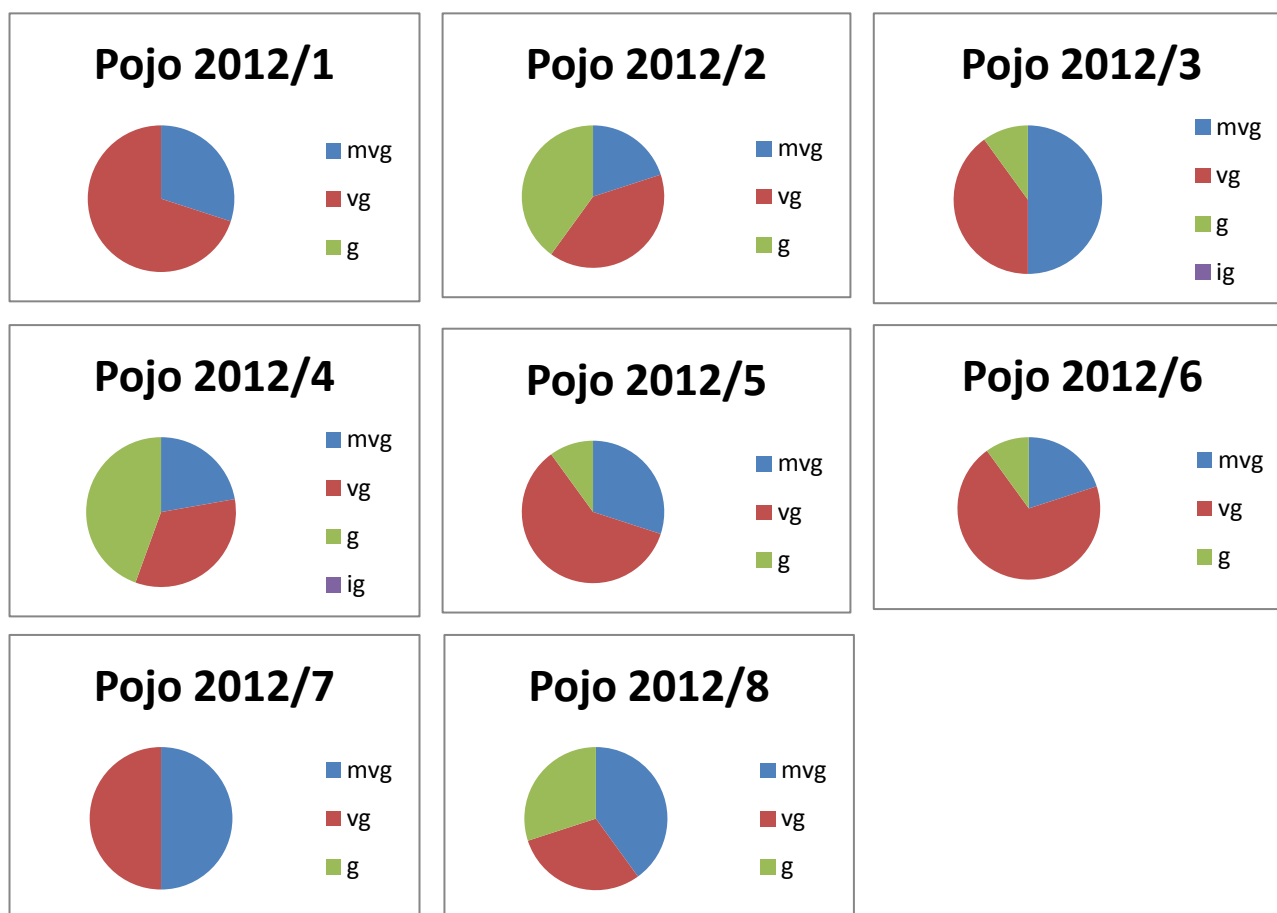 Pojo 2012/1
mvg
vg
g
Pojo 2012/2
mvg
vg
g
Pojo 2012/3
mvg
vg
g
ig
Pojo 2012/4
mvg
vg
g
ig
Pojo 2012/5
mvg
vg
g
Pojo 2012/6
mvg
vg
g
Pojo 2012/7
mvg
vg
g
Pojo 2012/8
mvg
vg
g